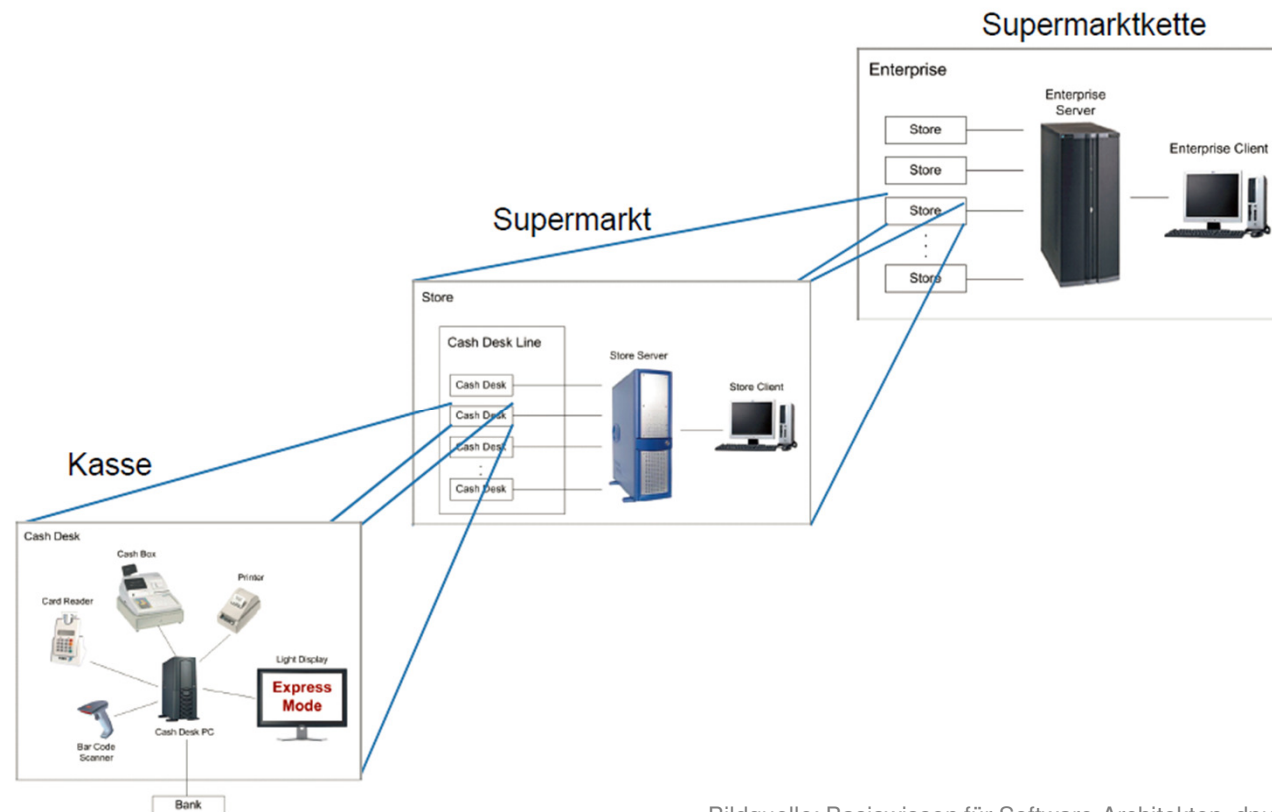 Supermarktkette
Enterprise
Enterprise
Server
Store
Store
Store
Store
Enterprise Client
Supermarkt
Store
Cash Desk Line
Cash Desk
Cash Desk
Cash Desk
Cash Desk
Store Server
Store Client
Kasse
Cash Desk
Cash Box
Printer
Card Reader
Light Display
Express
Mode
Cash Desk PC
Bar Code
Scanner
Bank
Bildquelle: Basiswissen für Software-Architekten, dpu